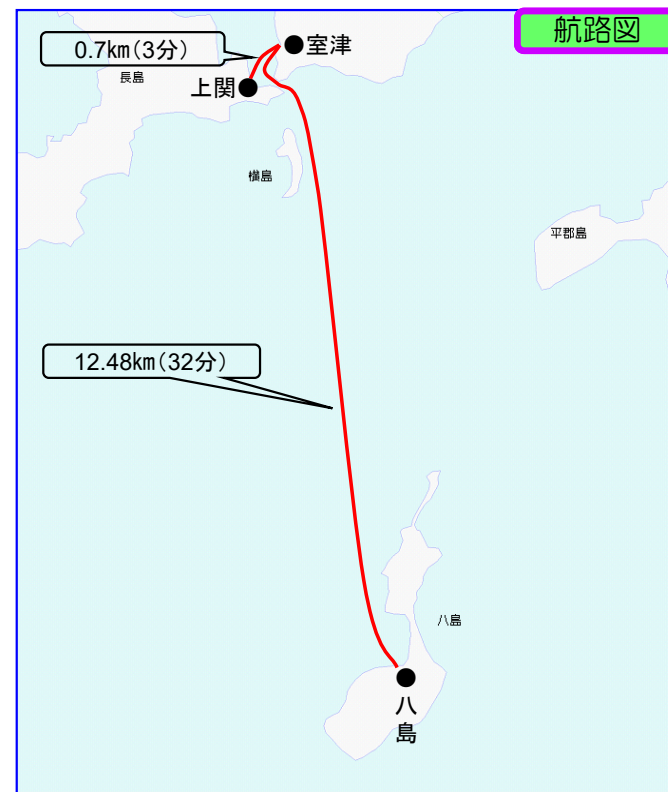 航路図
0.7km(3分)
室津
長島
上関
横島
平郡島
12.48km(32分)
八島
八
島